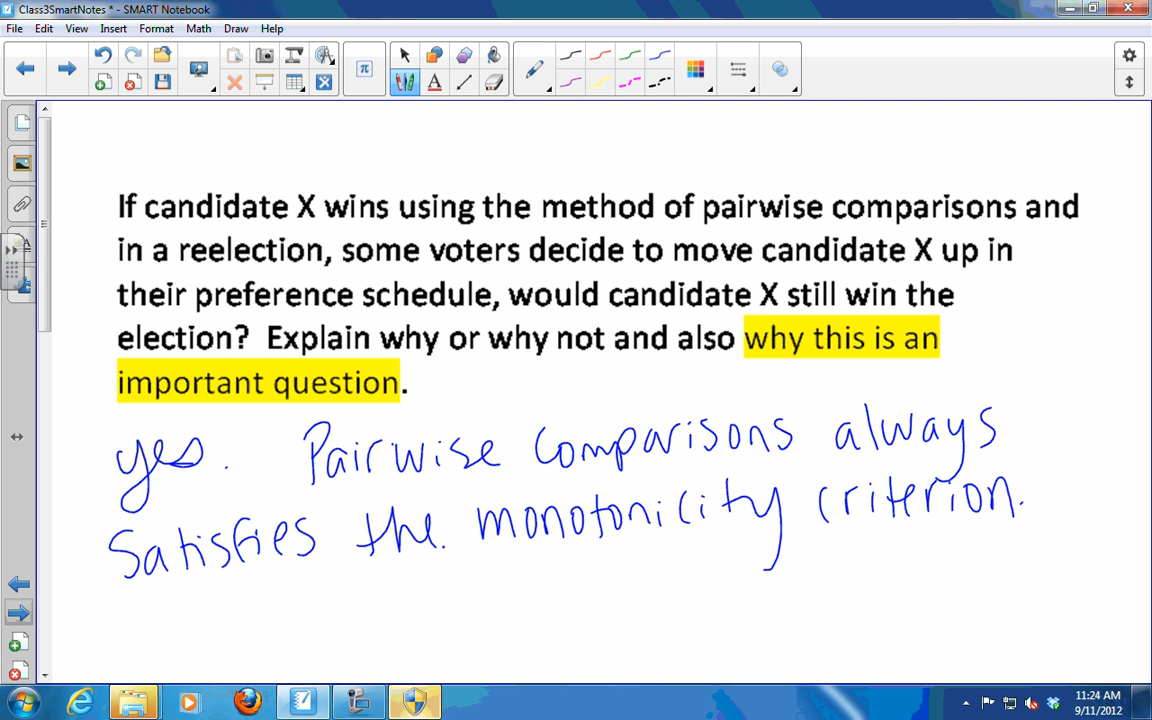 Class3SmartNotes * - SMART Notebook
File Edit View Insert Format Math Draw Help
If candidate X wins using the method of pairwise comparisons and
in a reelection, some voters decide to move candidate X up in
their preference schedule, would candidate X still win the
election? Explain why or why not and also why this is an
important question.
yes. Pairwise comparisons always
satisfies the monotonicity criterion.
11:24 AM
9/11/2012